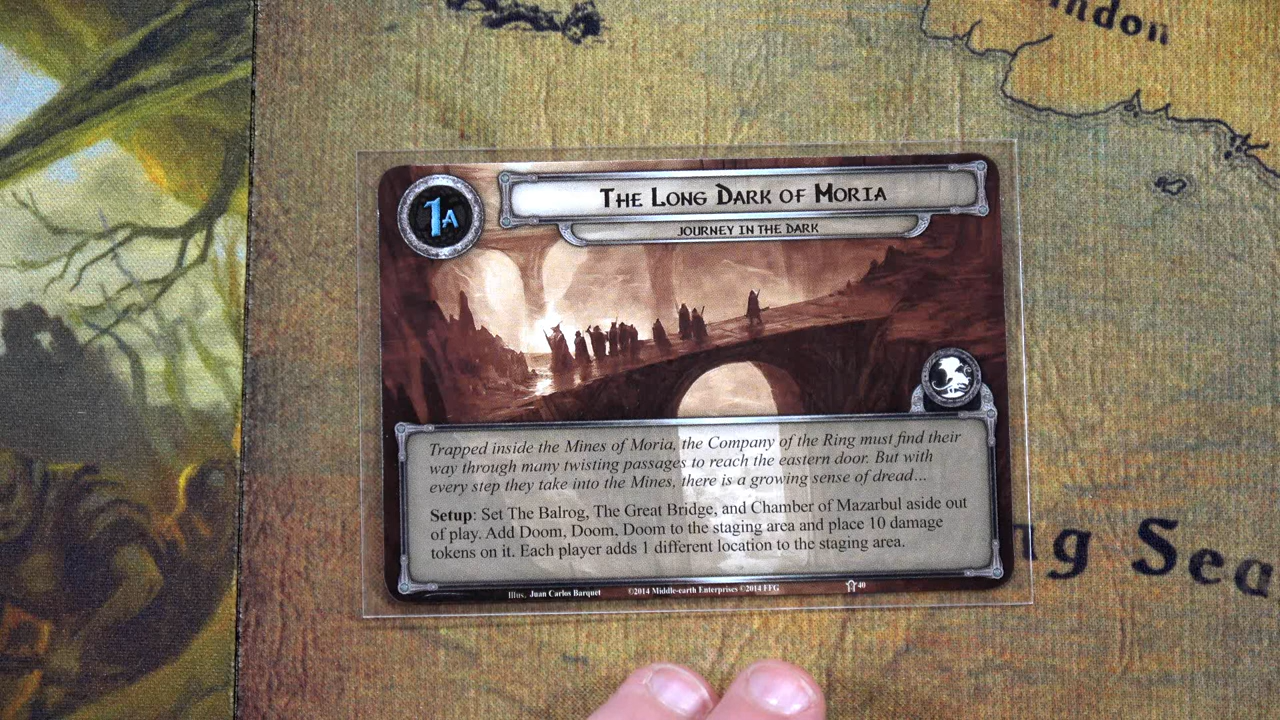 ndon
1A
THE LONG DARK OF MORIA
JOURNEY IN THE DARK
Trapped inside the Mines of Moria, the Company of the Ring must find their
way through many twisting passages to reach the eastern door. But with
every step they take into the Mines, there is a growing sense of dread...
Setup: Set The Balrog, The Great Bridge, and Chamber of Mazarbul aside out
of play. Add Doom, Doom, Doom to the staging area and place 10 damage
tokens on it. Each player adds 1 different location to the staging area.
ng Sea
Illus. Juan Carlos Barquet ©2014 Middle-earth Enterprises ©2014 FFG 40